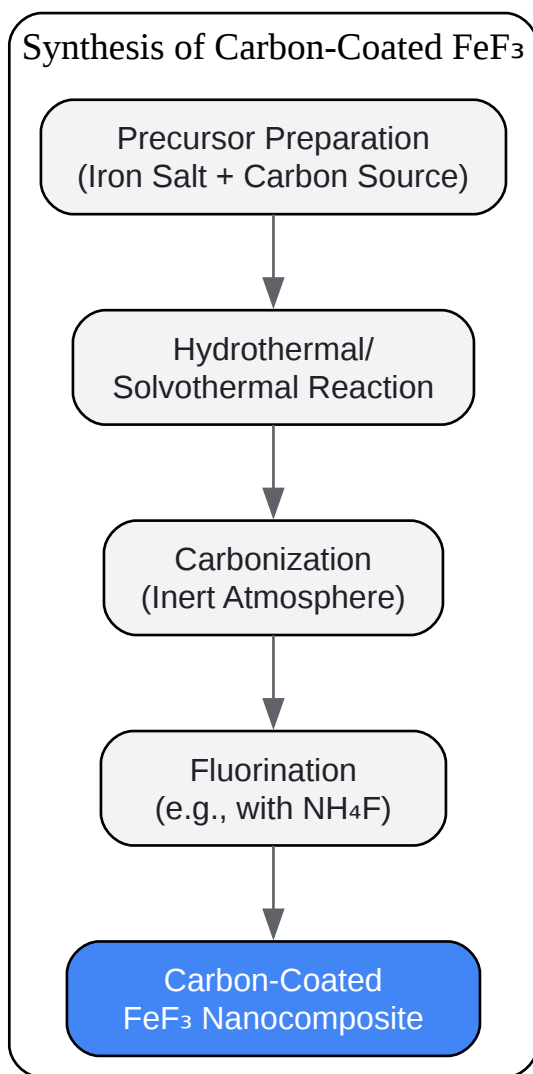 Synthesis of Carbon-Coated FeF₃
Precursor Preparation
(Iron Salt + Carbon Source)
Hydrothermal/
Solvothermal Reaction
Carbonization
(Inert Atmosphere)
Fluorination
(e.g., with NH₄F)
Carbon-Coated
FeF₃ Nanocomposite